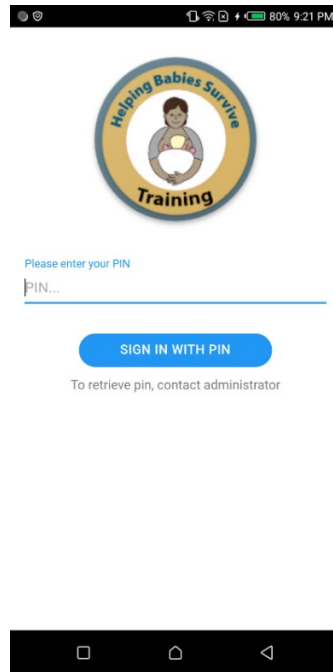 80% 9:21 PM
Helping Babies Survive
Training
Please enter your PIN
PIN...
SIGN IN WITH PIN
To retrieve pin, contact administrator